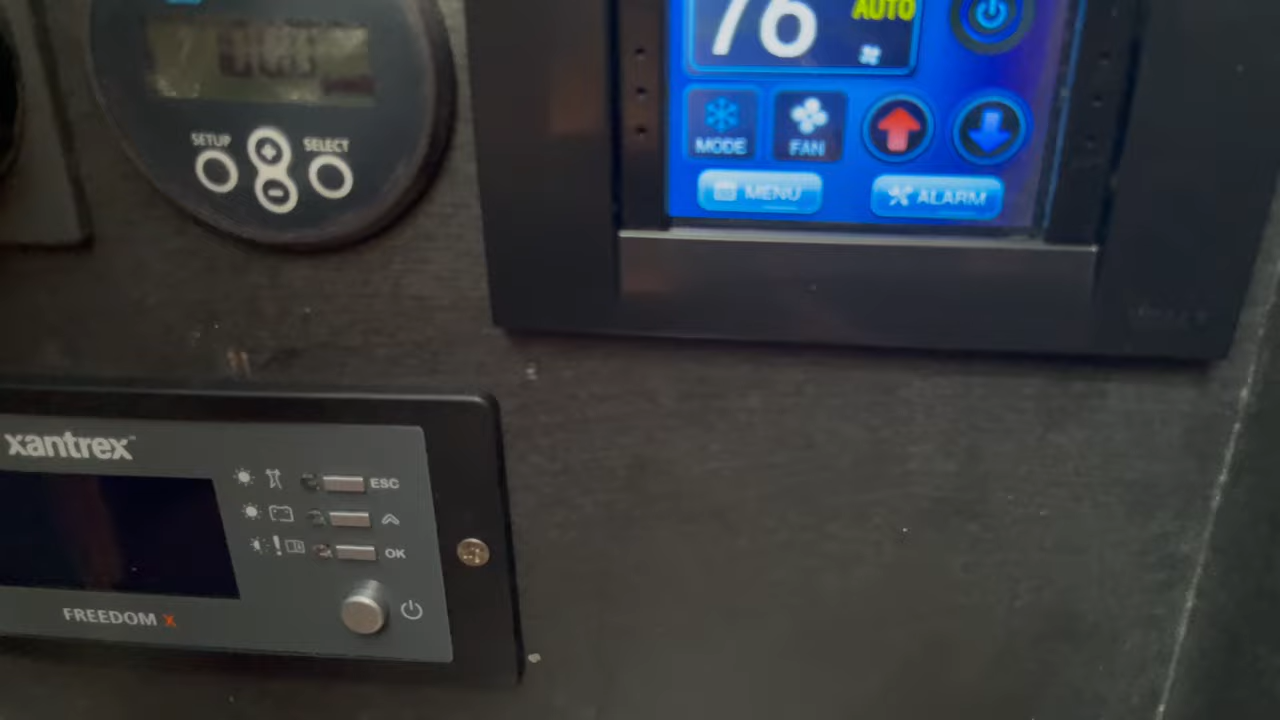 SETUP
SELECT
76
AUTO
MODE
FAN
MENU
ALARM
xantrex
ESC
OK
FREEDOM X